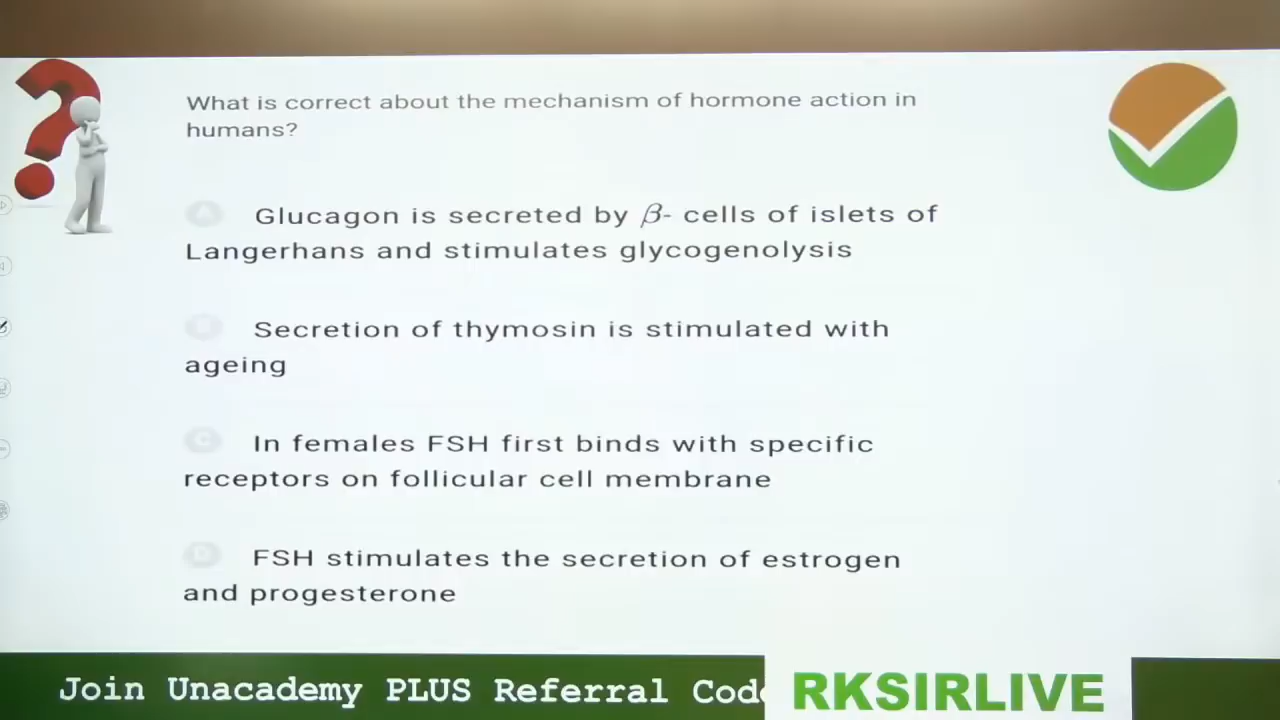 What is correct about the mechanism of hormone action in
humans?
A Glucagon is secreted by β- cells of islets of
Langerhans and stimulates glycogenolysis
B Secretion of thymosin is stimulated with
ageing
C In females FSH first binds with specific
receptors on follicular cell membrane
D FSH stimulates the secretion of estrogen
and progesterone
Join Unacademy PLUS Referral Code
RKSIRLIVE